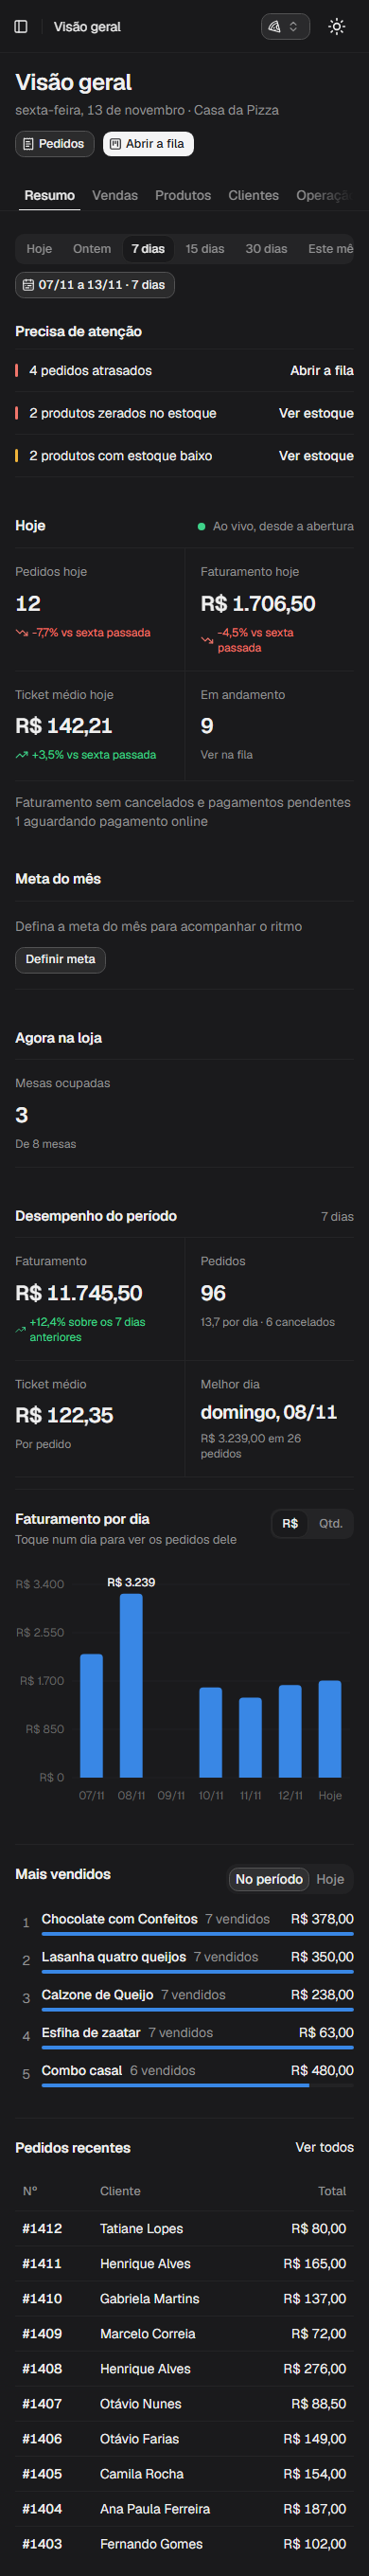 Visão geral
Visão geral
sexta-feira, 13 de novembro · Casa da Pizza
Pedidos
Abrir a fila
Resumo Vendas Produtos Clientes Operaçã
Hoje Ontem 7 dias 15 dias 30 dias Este mê
07/11 a 13/11 · 7 dias
Precisa de atenção
4 pedidos atrasados Abrir a fila
2 produtos zerados no estoque Ver estoque
2 produtos com estoque baixo Ver estoque
Hoje Ao vivo, desde a abertura
Pedidos hoje
12
-7,7% vs sexta passada
Faturamento hoje
R$ 1.706,50
-4,5% vs sexta
passada
Ticket médio hoje
R$ 142,21
+3,5% vs sexta passada
Em andamento
9
Ver na fila
Faturamento sem cancelados e pagamentos pendentes
1 aguardando pagamento online
Meta do mês
Defina a meta do mês para acompanhar o ritmo
Definir meta
Agora na loja
Mesas ocupadas
3
De 8 mesas
Desempenho do período 7 dias
Faturamento
R$ 11.745,50
+12,4% sobre os 7 dias
anteriores
Pedidos
96
13,7 por dia · 6 cancelados
Ticket médio
R$ 122,35
Por pedido
Melhor dia
domingo, 08/11
R$ 3.239,00 em 26
pedidos
Faturamento por dia
Toque num dia para ver os pedidos dele
R$ Qtd.
R$ 3.239
R$ 3.400
R$ 2.550
R$ 1.700
R$ 850
R$ 0
07/11 08/11 09/11 10/11 11/11 12/11 Hoje
Mais vendidos No período Hoje
1 Chocolate com Confeitos 7 vendidos R$ 378,00
2 Lasanha quatro queijos 7 vendidos R$ 350,00
3 Calzone de Queijo 7 vendidos R$ 238,00
4 Esfiha de zaatar 7 vendidos R$ 63,00
5 Combo casal 6 vendidos R$ 480,00
Pedidos recentes Ver todos
Nº Cliente Total
#1412 Tatiane Lopes R$ 80,00
#1411 Henrique Alves R$ 165,00
#1410 Gabriela Martins R$ 137,00
#1409 Marcelo Correia R$ 72,00
#1408 Henrique Alves R$ 276,00
#1407 Otávio Nunes R$ 88,50
#1406 Otávio Farias R$ 149,00
#1405 Camila Rocha R$ 154,00
#1404 Ana Paula Ferreira R$ 187,00
#1403 Fernando Gomes R$ 102,00